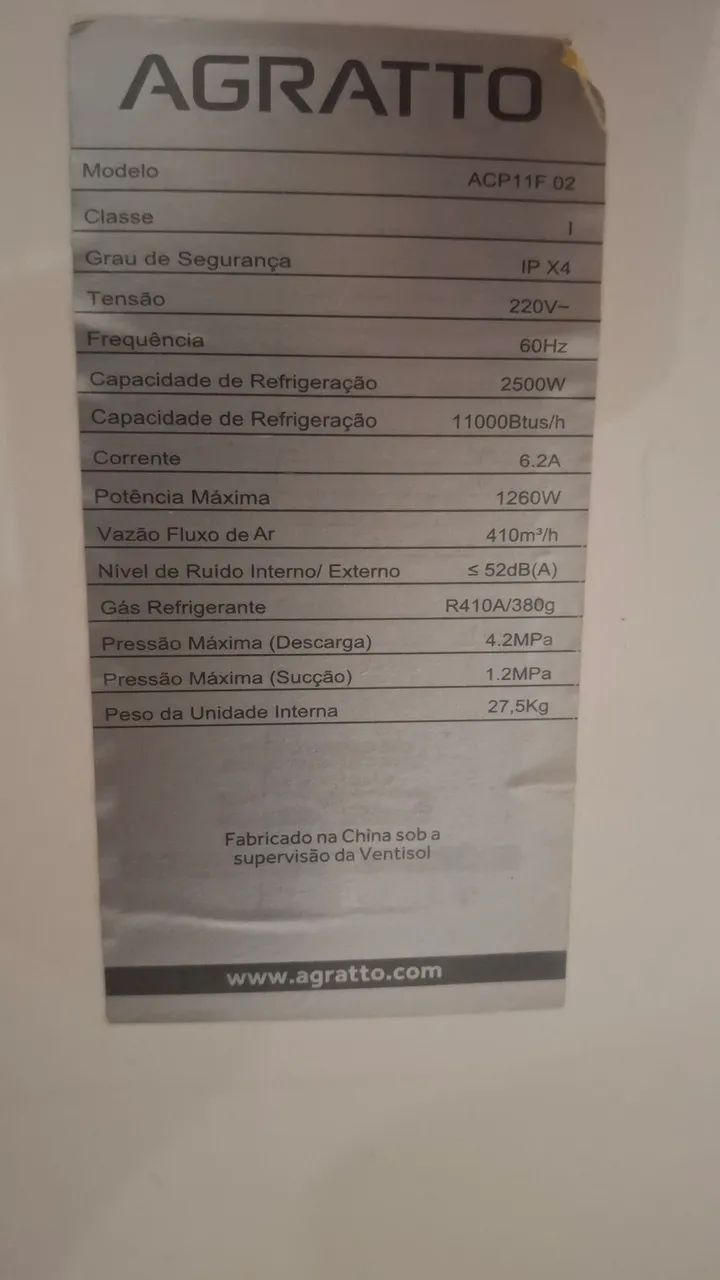 AGRATTO
Modelo ACP11F 02
Classe I
Grau de Segurança IP X4
Tensão 220V~
Frequência 60Hz
Capacidade de Refrigeração 2500W
Capacidade de Refrigeração 11000Btus/h
Corrente 6.2A
Potência Máxima 1260W
Vazão Fluxo de Ar 410m³/h
Nível de Ruído Interno/ Externo ≤ 52dB(A)
Gás Refrigerante R410A/380g
Pressão Máxima (Descarga) 4.2MPa
Pressão Máxima (Sucção) 1.2MPa
Peso da Unidade Interna 27,5Kg
Fabricado na China sob a
supervisão da Ventisol
www.agratto.com